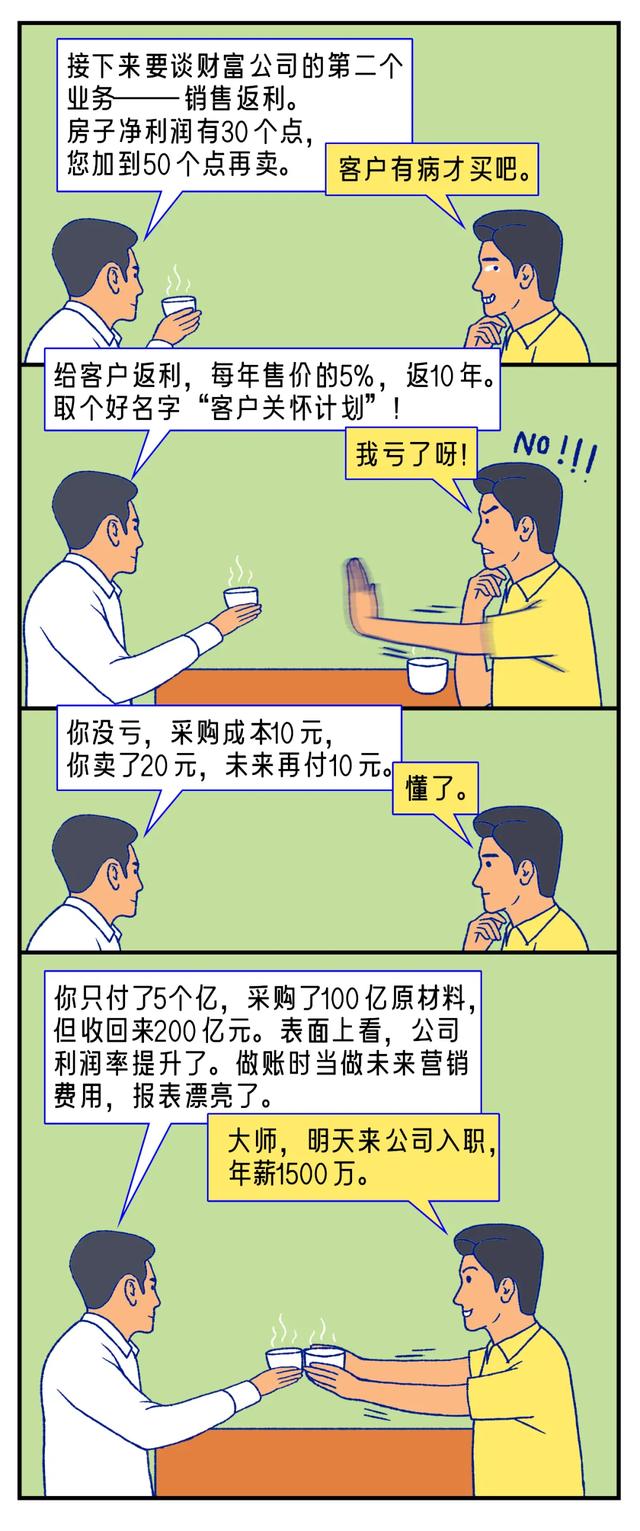 接下来要谈财富公司的第二个
业务——销售返利。
房子净利润有30个点，
您加到50个点再卖。
客户有病才买吧。
给客户返利，每年售价的5%，返10年。
取个好名字“客户关怀计划”！
我亏了呀！
NO!!!
你没亏，采购成本10元，
你卖了20元，未来再付10元。
懂了。
你只付了5个亿，采购了100亿原材料，
但收回来200亿元。表面上看，公司
利润率提升了。做账时当做未来营销
费用，报表漂亮了。
大师，明天来公司入职，
年薪1500万。